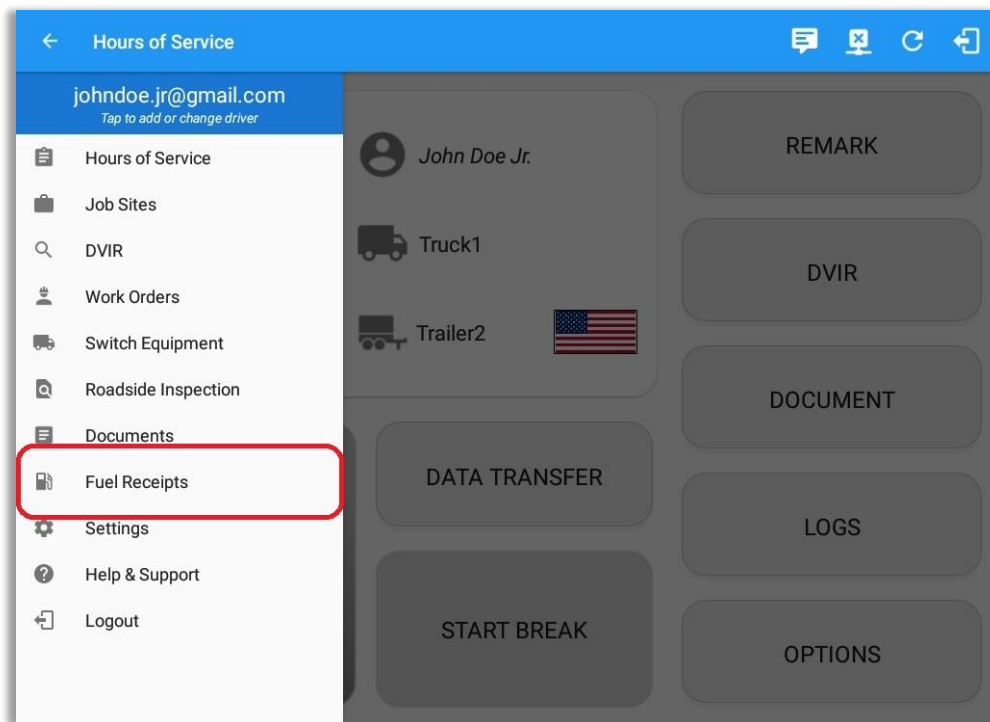 Hours of Service
johndoe.jr@gmail.com
Tap to add or change driver
Hours of Service
Job Sites
DVIR
Work Orders
Switch Equipment
Roadside Inspection
Documents
Fuel Receipts
Settings
Help & Support
Logout
John Doe Jr.
Truck1
Trailer2
DATA TRANSFER
START BREAK
REMARK
DVIR
DOCUMENT
LOGS
OPTIONS